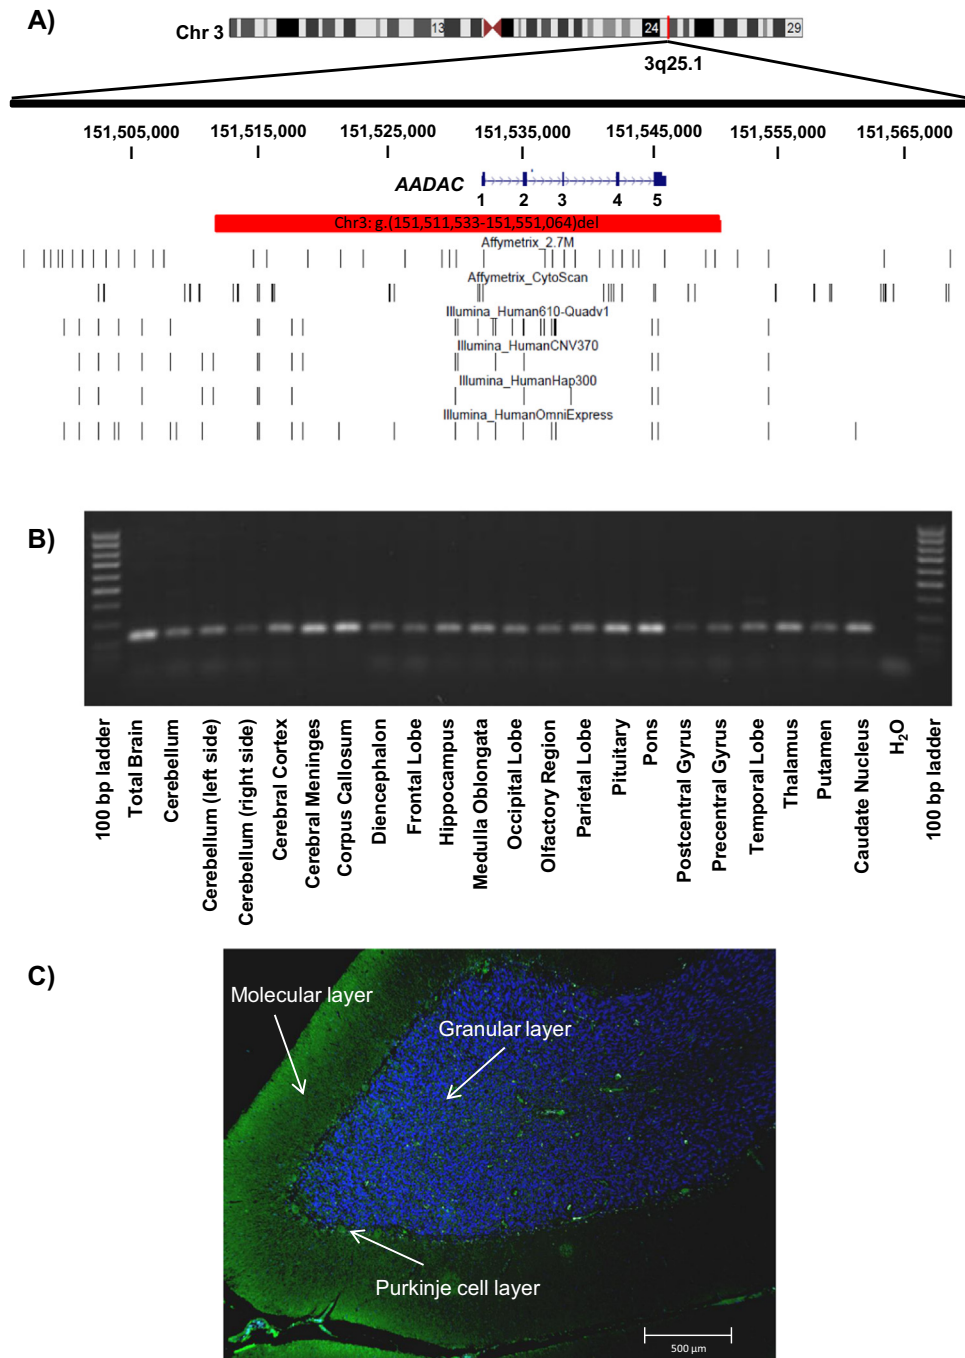 A)
Chr 3
13
24
29
3q25.1
151,505,000 151,515,000 151,525,000 151,535,000 151,545,000 151,555,000 151,565,000
AADAC
1 2 3 4 5
Chr3: g.(151,511,533-151,551,064)del
Affymetrix_2.7M
Affymetrix_CytoScan
Illumina_Human610-Quadv1
Illumina_HumanCNV370
Illumina_HumanHap300
Illumina_HumanOmniExpress
B)
100 bp ladder
Total Brain
Cerebellum
Cerebellum (left side)
Cerebellum (right side)
Cerebral Cortex
Cerebral Meninges
Corpus Callosum
Diencephalon
Frontal Lobe
Hippocampus
Medulla Oblongata
Occipital Lobe
Olfactory Region
Parietal Lobe
Pituitary
Pons
Postcentral Gyrus
Precentral Gyrus
Temporal Lobe
Thalamus
Putamen
Caudate Nucleus
H₂O
100 bp ladder
C)
Molecular layer
Granular layer
Purkinje cell layer
500 µm